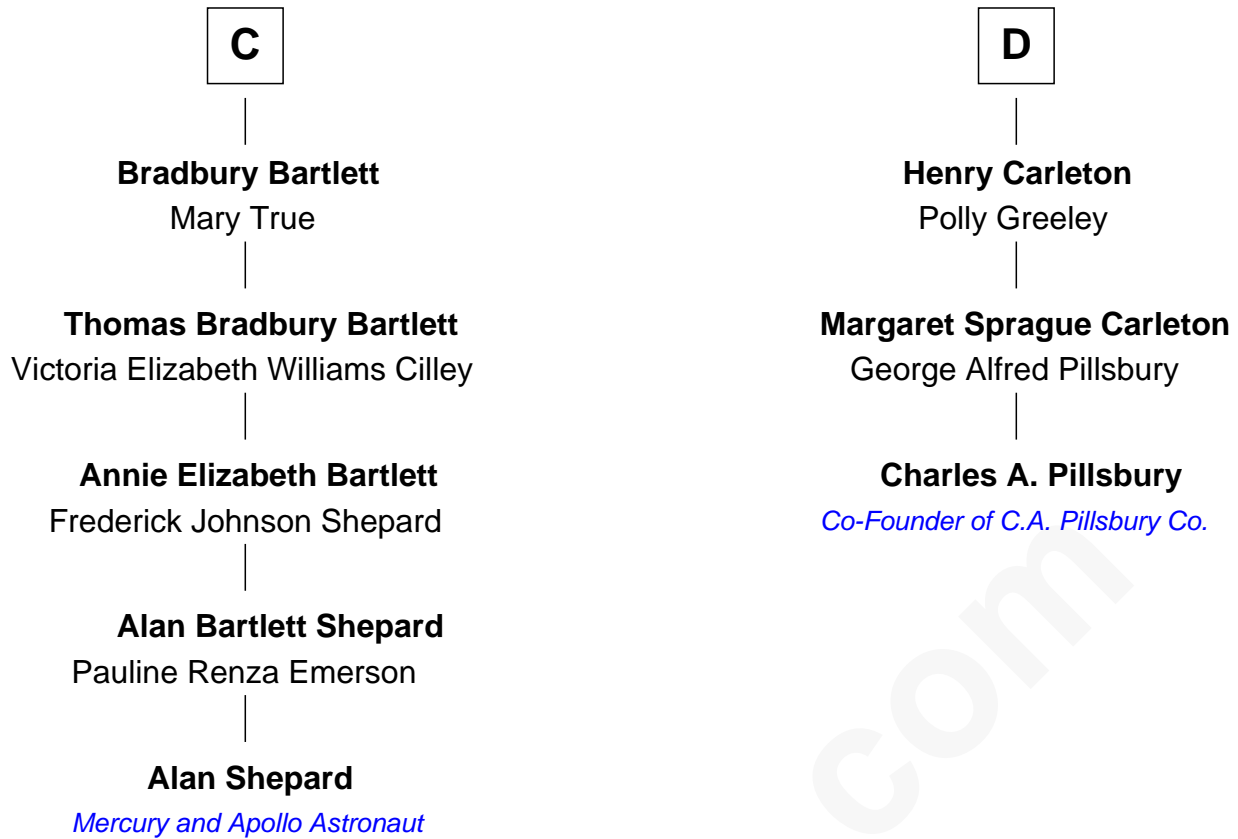 C
Bradbury Bartlett
Mary True
Thomas Bradbury Bartlett
Victoria Elizabeth Williams Cilley
Annie Elizabeth Bartlett
Frederick Johnson Shepard
Alan Bartlett Shepard
Pauline Renza Emerson
Alan Shepard
Mercury and Apollo Astronaut
D
Henry Carleton
Polly Greeley
Margaret Sprague Carleton
George Alfred Pillsbury
Charles A. Pillsbury
Co-Founder of C.A. Pillsbury Co.
com